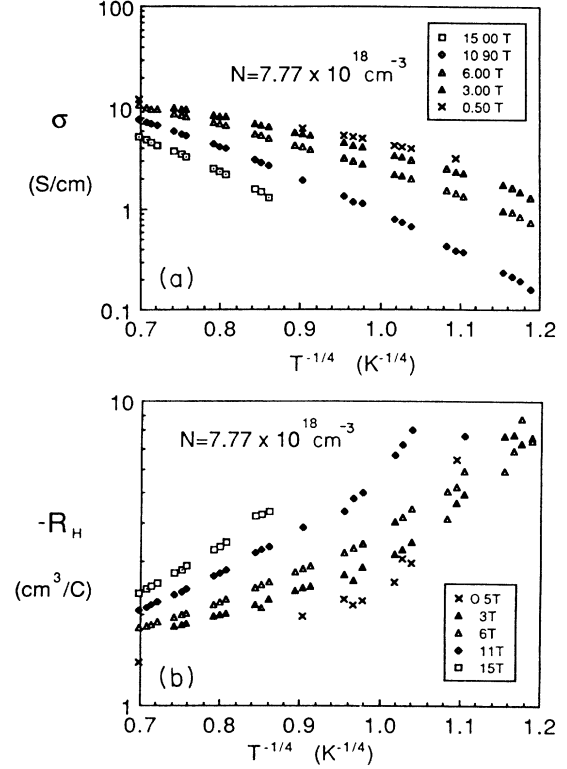 100
10
1
0.1
σ
(S/cm)
N=7.77 x 10^18 cm^-3
15 00 T
10 90 T
6.00 T
3.00 T
0.50 T
(a)
0.7 0.8 0.9 1.0 1.1 1.2
T^-1/4 (K^-1/4)
10
1
-R_H
(cm^3/C)
N=7.77 x 10^18 cm^-3
O 5T
3T
6T
11T
15T
(b)
0.7 0.8 0.9 1.0 1.1 1.2
T^-1/4 (K^-1/4)